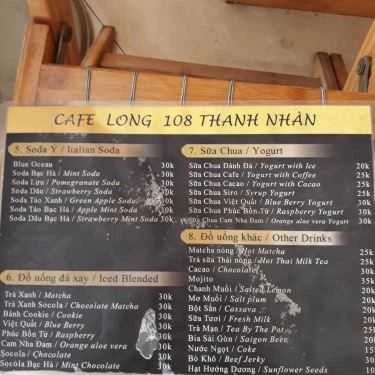 CAFE LONG 108 THANH NHÀN
5. Soda Ý / Italian Soda
Blue Ocean 30k
Soda Bạc Hà / Mint Soda 30k
Soda Lựu / Pomegranate Soda 30k
Soda Dâu / Strawberry Soda 30k
Soda Táo Xanh / Green Apple Soda 30k
Soda Táo Bạc Hà / Apple Mint Soda 30k
Soda Dâu Bạc Hà / Strawberry Mint Soda 30k
6. Đồ uống đá xay / Iced Blended
Trà Xanh / Matcha 30k
Trà Xanh Socola / Chocolate Matcha 30k
Bánh Cookie / Cookie 30k
Việt Quất / Blue Berry 30k
Phúc Bồn Tử / Raspberry 30k
Cam Nha Đam / Orange aloe vera 30k
Socola / Chocolate 30k
Socola Bạc Hà / Mint Chocolate 30k
7. Sữa Chua / Yogurt
Sữa Chua Đánh Đá / Yogurt with Ice 20k
Sữa Chua Cafe / Yogurt with Coffee 25k
Sữa Chua Cacao / Yogurt with Cacao 25k
Sữa Chua Siro / Syrup Yogurt 25k
Sữa Chua Việt Quất / Blue Berry Yogurt 30k
Sữa Chua Phúc Bồn Tử / Raspberry Yogurt 30k
Chua Cam Nha Đam / Orange aloe vera Yogurt 30k
8. Đồ uống khác / Other Drinks
Matcha nóng / Hot Matcha 25k
Trà sữa Thái nóng / Hot Thai Milk Tea 25k
Cacao / Chocolate 30k
Mojito 35k
Chanh Muối / Salted Lemon 20k
Mơ Muối / Salt plum 20k
Bột Sắn / Cassava 20k
Sữa Tươi / Fresh Milk 20k
Trà Mạn / Tea By The Pot 25k
Bia Sài Gòn / Saigon Beer 20k
Nước Ngọt / Coke 15k
Bò Khô / Beef Jerky
Hạt Hướng Dương / Sunflower Seeds